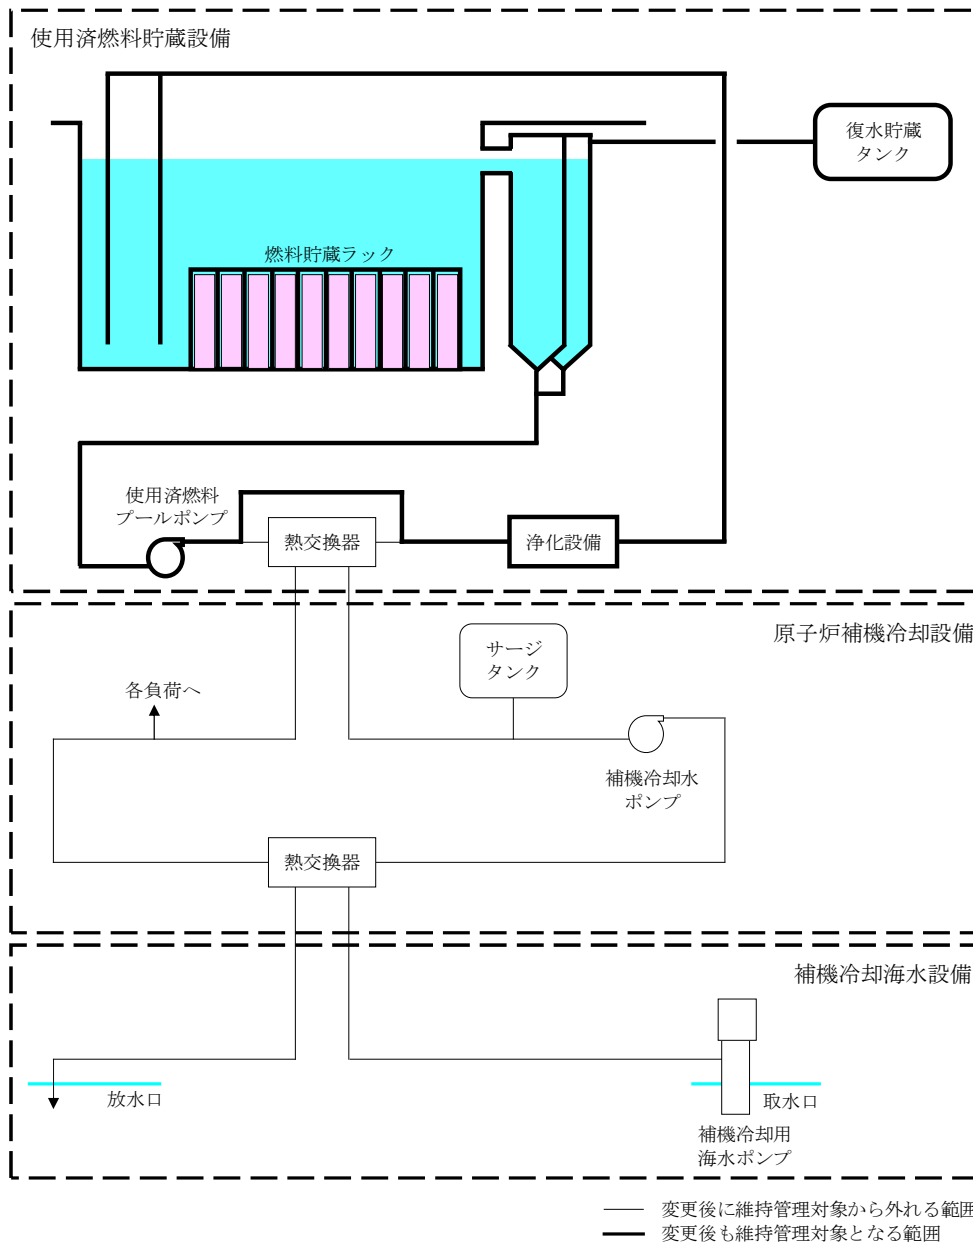 使用済燃料貯蔵設備
復水貯蔵
タンク
燃料貯蔵ラック
使用済燃料
プールポンプ
熱交換器
浄化設備
原子炉補機冷却設備
サージ
タンク
各負荷へ
補機冷却水
ポンプ
熱交換器
補機冷却海水設備
放水口
取水口
補機冷却用
海水ポンプ
変更後に維持管理対象から外れる範囲
変更後も維持管理対象となる範囲